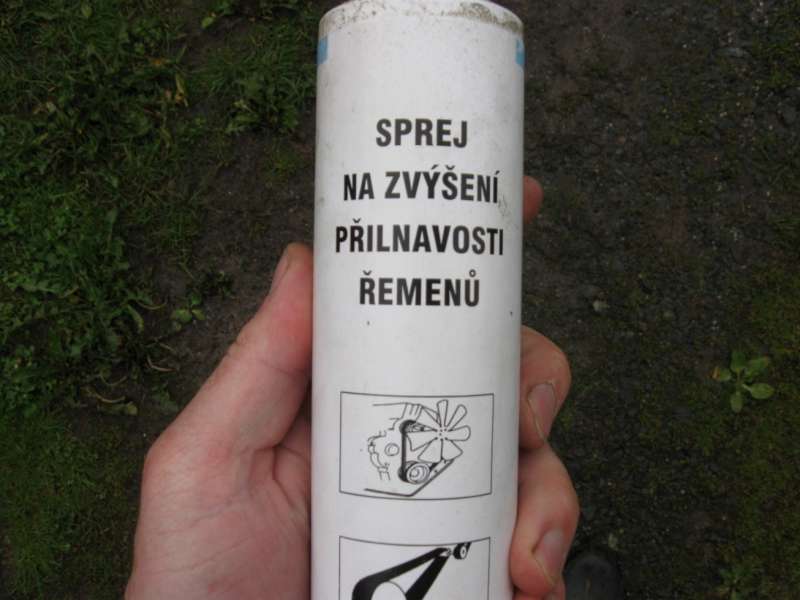 SPREJ
NA ZVÝŠENÍ
PŘILNAVOSTI
ŘEMENŮ